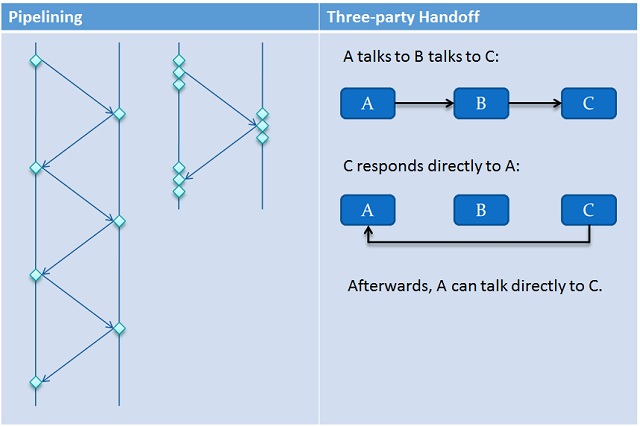 Pipelining
Three-party Handoff
A talks to B talks to C:
A B C
C responds directly to A:
A B C
Afterwards, A can talk directly to C.